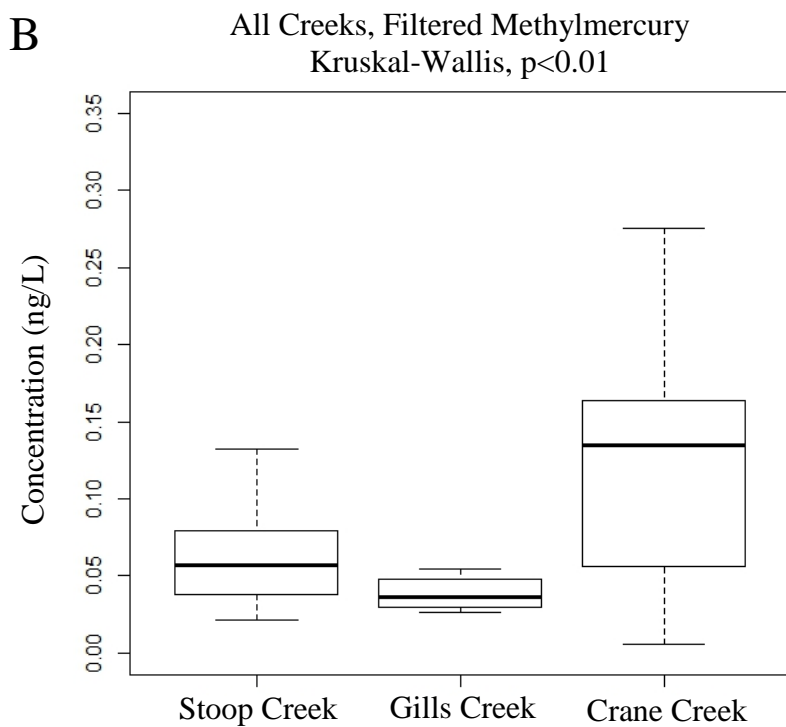 B
All Creeks, Filtered Methylmercury
Kruskal-Wallis, p<0.01
Concentration (ng/L)
0.35
0.30
0.25
0.20
0.15
0.10
0.05
0.00
Stoop Creek Gills Creek Crane Creek